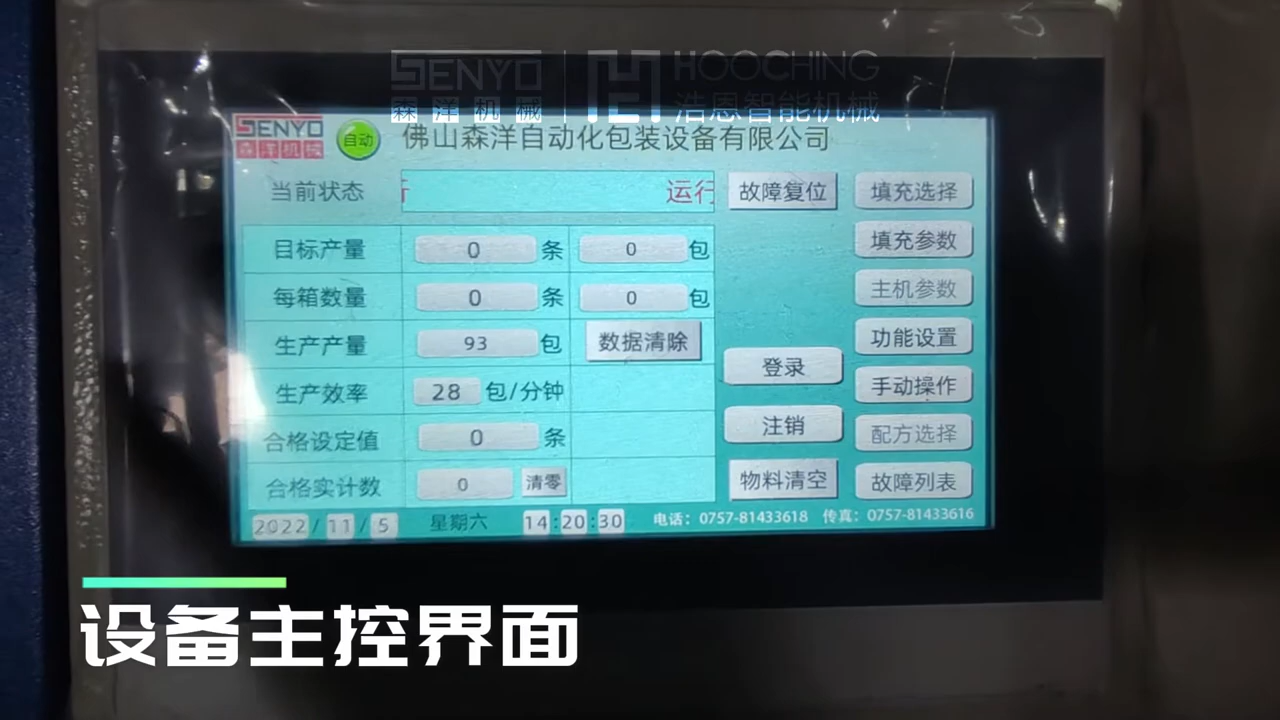 SENYO HOOCHING
森洋机械 浩恩智能机械
SENYO 森洋机械 自动 佛山森洋自动化包装设备有限公司
当前状态 行 运行 故障复位 填充选择
目标产量 0 条 0 包 填充参数
每箱数量 0 条 0 包 主机参数
生产产量 93 包 数据清除 功能设置
登录
生产效率 28 包/分钟 手动操作
注销
合格设定值 0 条 配方选择
合格实计数 0 清零 物料清空 故障列表
2022/11/5 星期六 14:20:30 电话：0757-81433618 传真：0757-81433616
设备主控界面